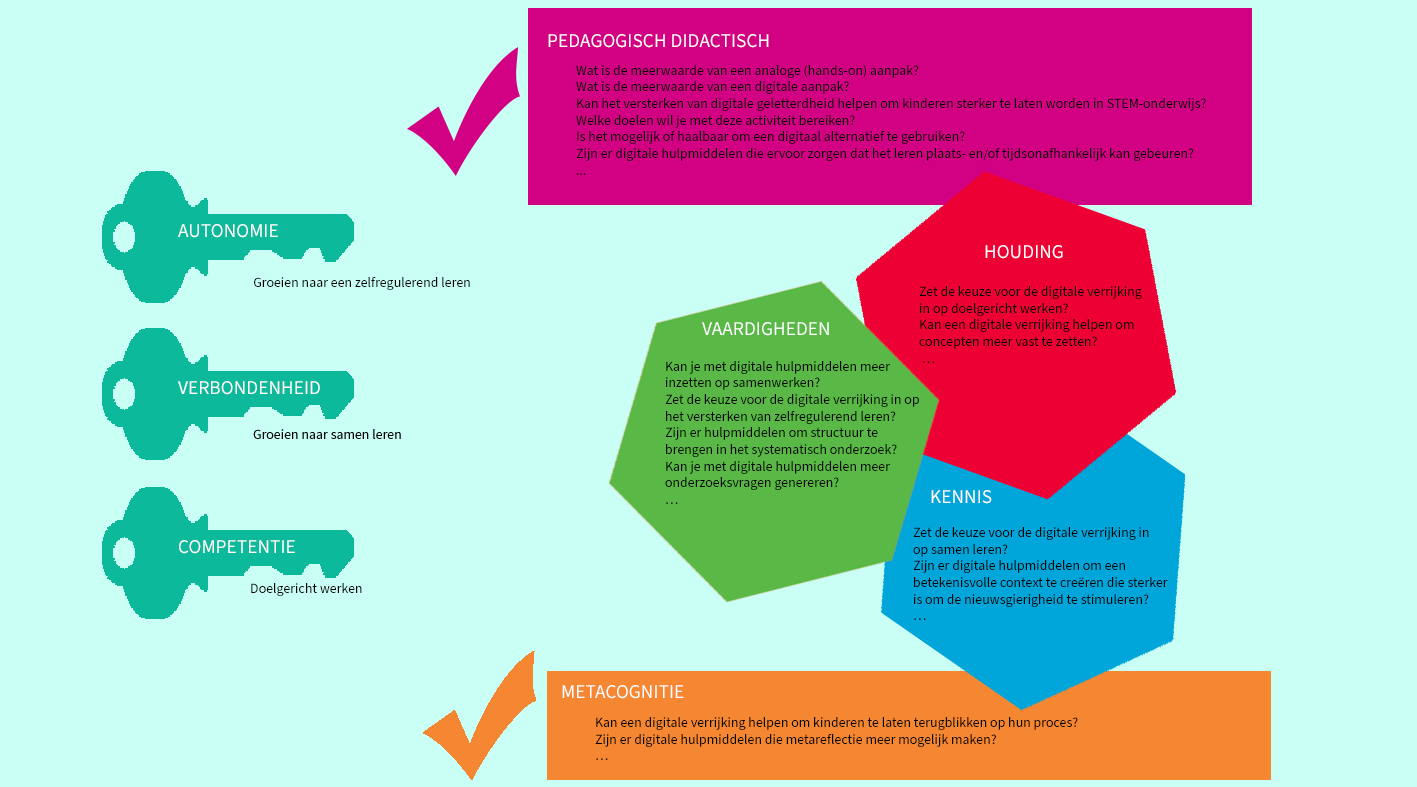 PEDAGOGISCH DIDACTISCH
Wat is de meerwaarde van een analoge (hands-on) aanpak?
Wat is de meerwaarde van een digitale aanpak?
Kan het versterken van digitale geletterdheid helpen om kinderen sterker te laten worden in STEM-onderwijs?
Welke doelen wil je met deze activiteit bereiken?
Is het mogelijk of haalbaar om een digitaal alternatief te gebruiken?
Zijn er digitale hulpmiddelen die ervoor zorgen dat het leren plaats- en/of tijdsonafhankelijk kan gebeuren?
...
AUTONOMIE
Groeien naar een zelfregulerend leren
VERBONDENHEID
Groeien naar samen leren
COMPETENTIE
Doelgericht werken
HOUDING
Zet de keuze voor de digitale verrijking
in op doelgericht werken?
Kan een digitale verrijking helpen om
concepten meer vast te zetten?
…
VAARDIGHEDEN
Kan je met digitale hulpmiddelen meer
inzetten op samenwerken?
Zet de keuze voor de digitale verrijking in op
het versterken van zelfregulerend leren?
Zijn er hulpmiddelen om structuur te
brengen in het systematisch onderzoek?
Kan je met digitale hulpmiddelen meer
onderzoeksvragen genereren?
…
KENNIS
Zet de keuze voor de digitale verrijking in
op samen leren?
Zijn er digitale hulpmiddelen om een
betekenisvolle context te creëren die sterker
is om de nieuwsgierigheid te stimuleren?
…
METACOGNITIE
Kan een digitale verrijking helpen om kinderen te laten terugblikken op hun proces?
Zijn er digitale hulpmiddelen die metareflectie meer mogelijk maken?
…